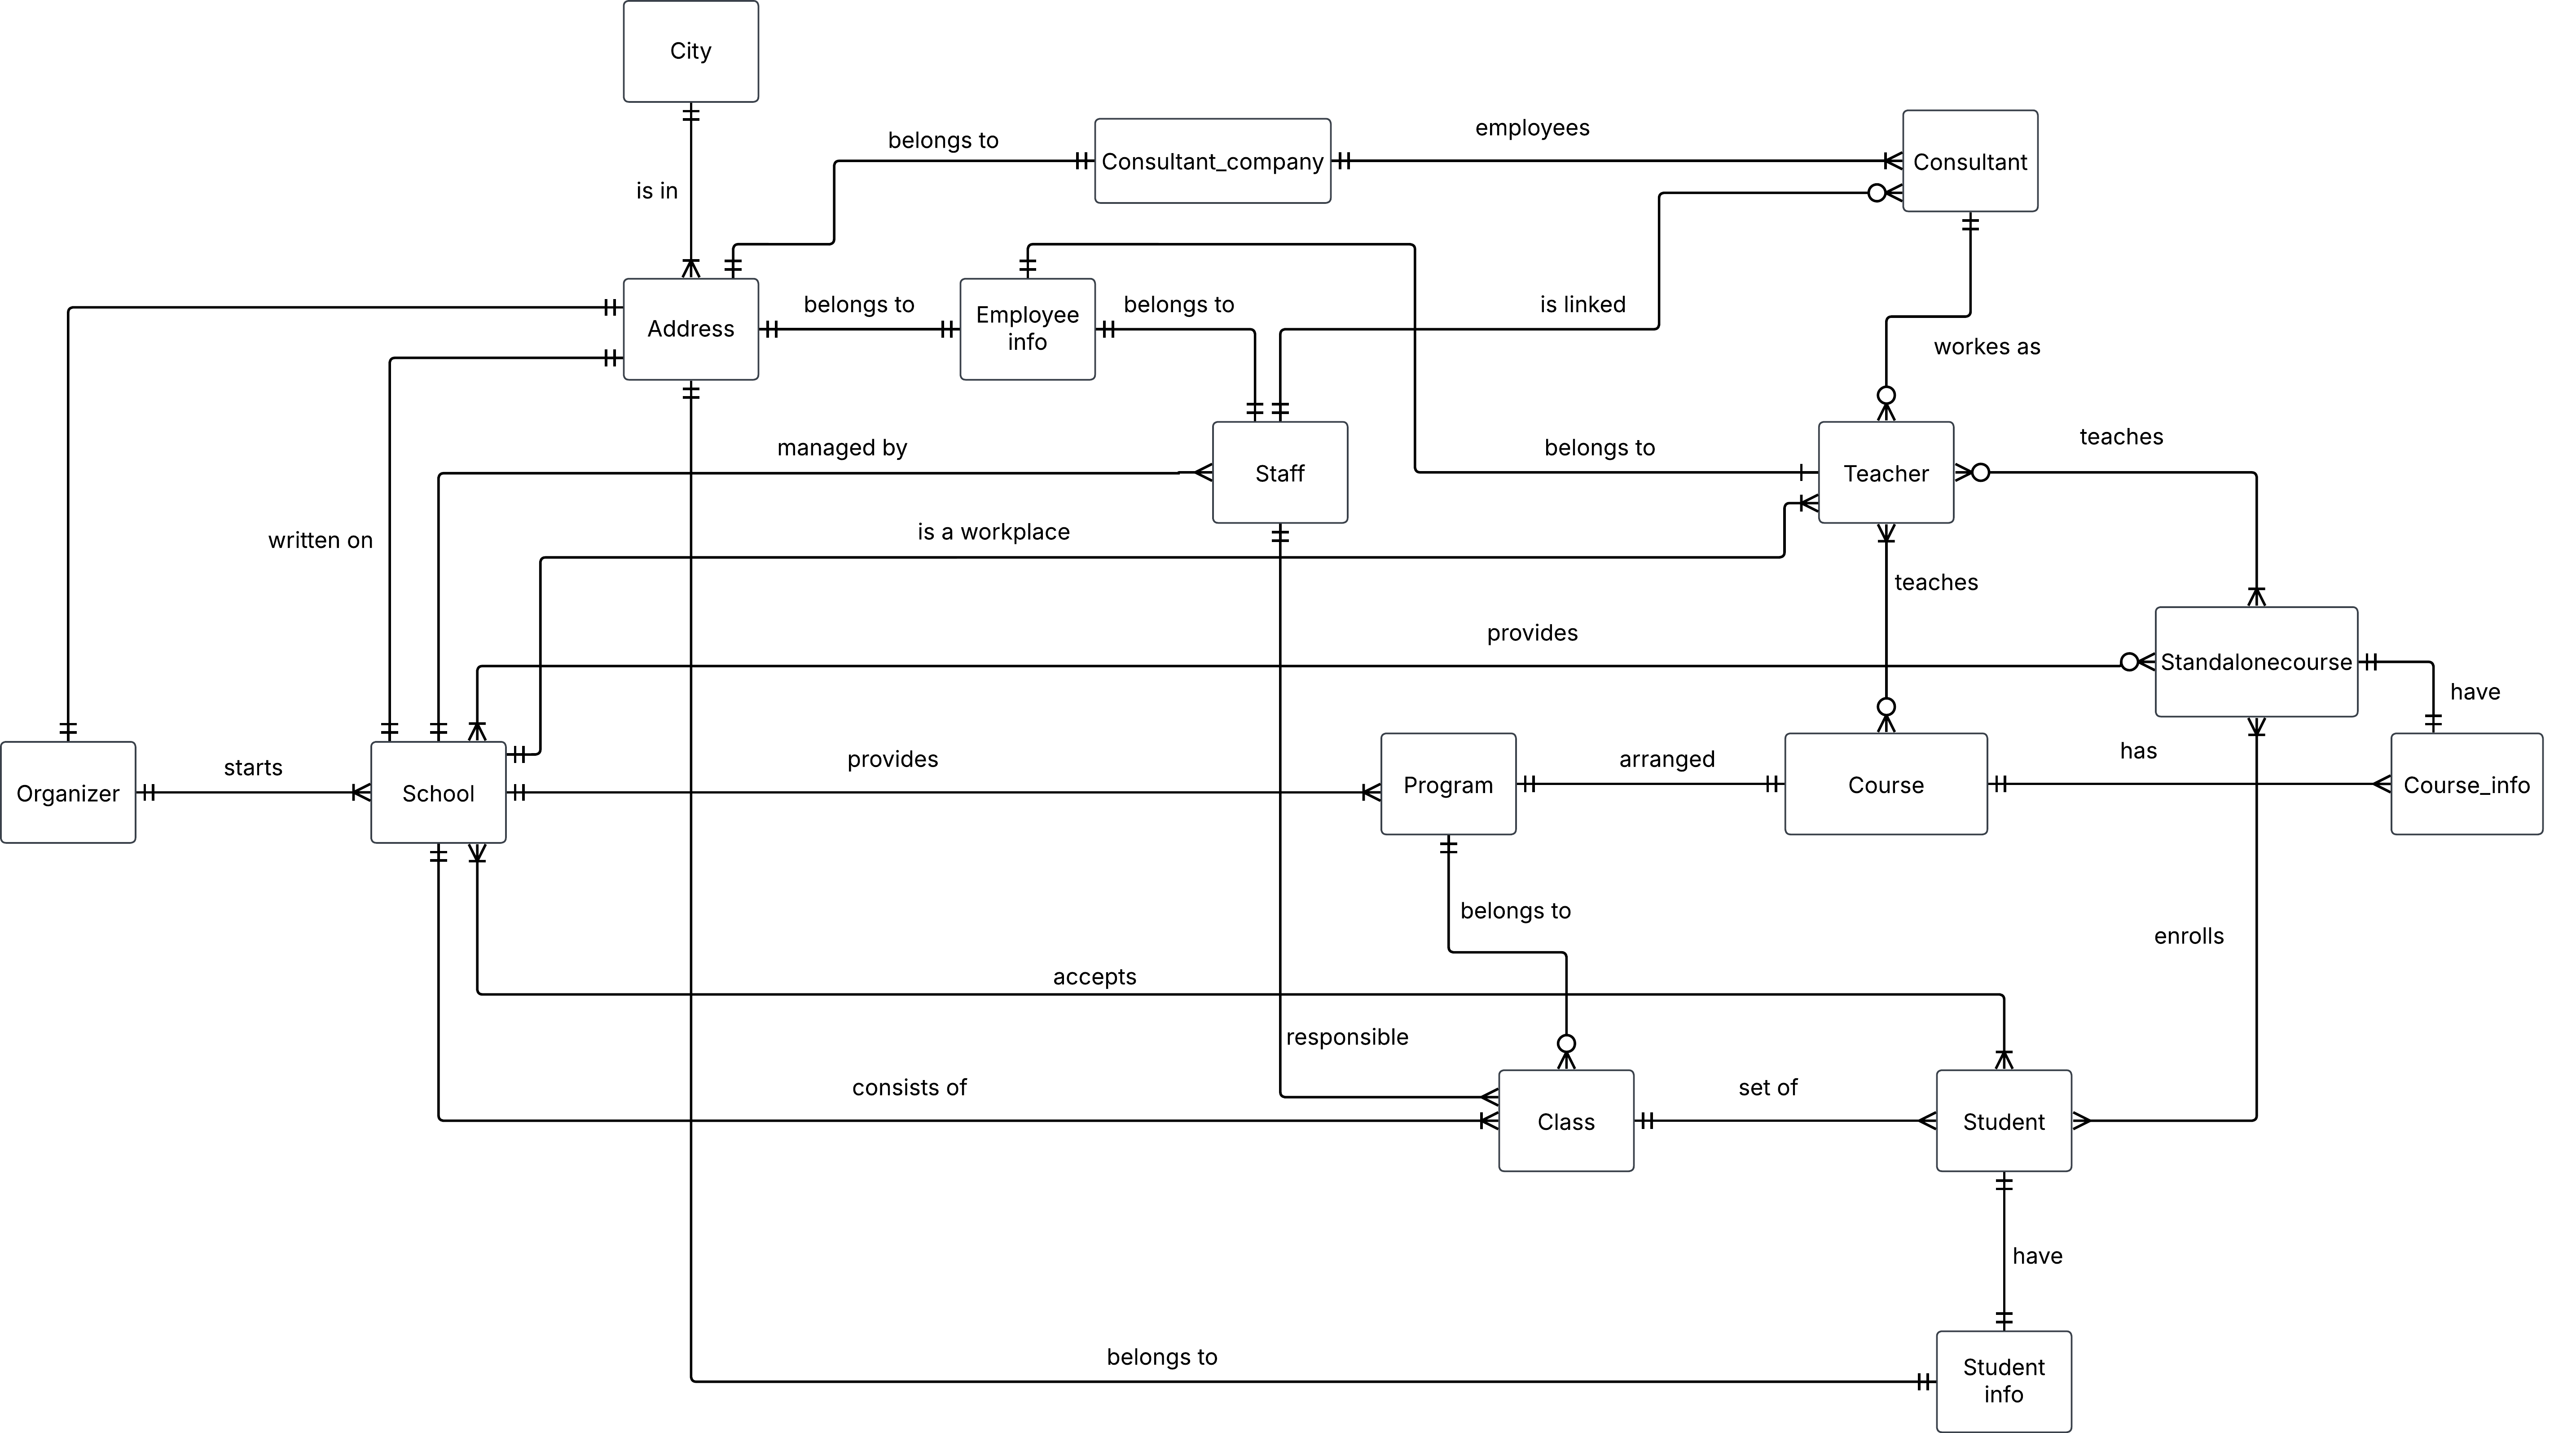 City
employees
belongs to
Consultant_company
Consultant
is in
belongs to
belongs to
is linked
Employee
info
Address
workes as
teaches
managed by
belongs to
Staff
Teacher
is a workplace
written on
teaches
provides
Standalonecourse
have
has
provides
arranged
starts
Organizer
School
Program
Course
Course_info
belongs to
enrolls
accepts
responsible
consists of
set of
Class
Student
have
belongs to
Student
info